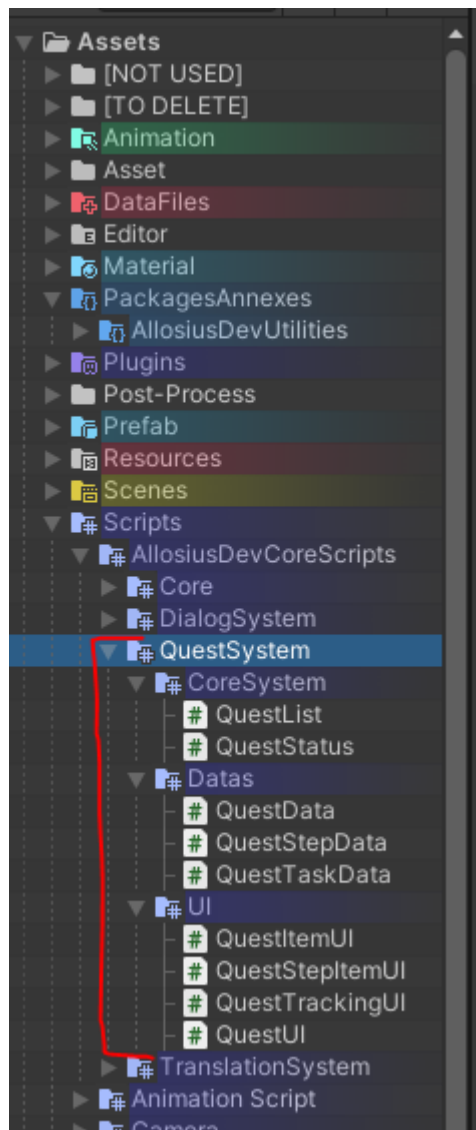 Assets
[NOT USED]
[TO DELETE]
Animation
Asset
DataFiles
Editor
Material
PackagesAnnexes
AllosiusDevUtilities
Plugins
Post-Process
Prefab
Resources
Scenes
Scripts
AllosiusDevCoreScripts
Core
DialogSystem
QuestSystem
CoreSystem
QuestList
QuestStatus
Datas
QuestData
QuestStepData
QuestTaskData
UI
QuestItemUI
QuestStepItemUI
QuestTrackingUI
QuestUI
TranslationSystem
Animation Script
Camera